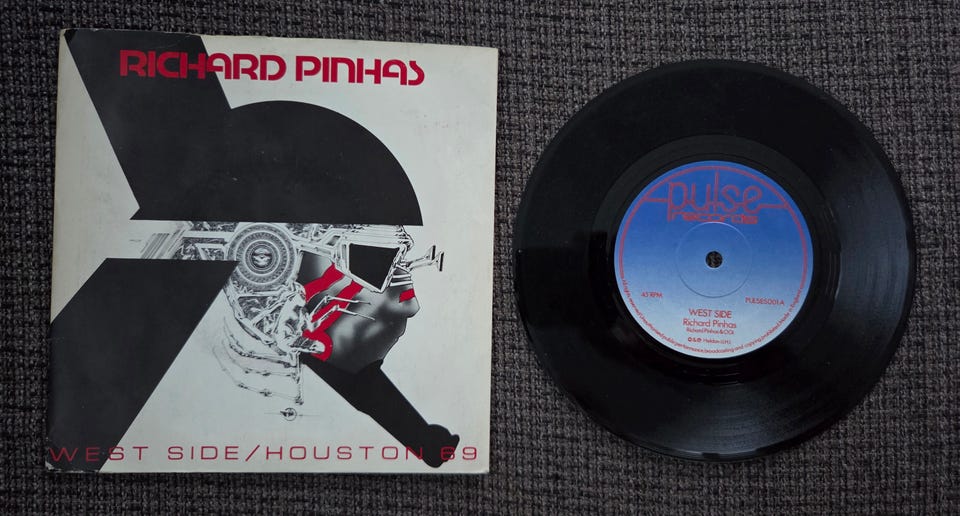 RICHARD PINHAS
WEST SIDE/HOUSTON 69
pulse
records
45 RPM
PULSE5001A
WEST SIDE
Richard Pinhas